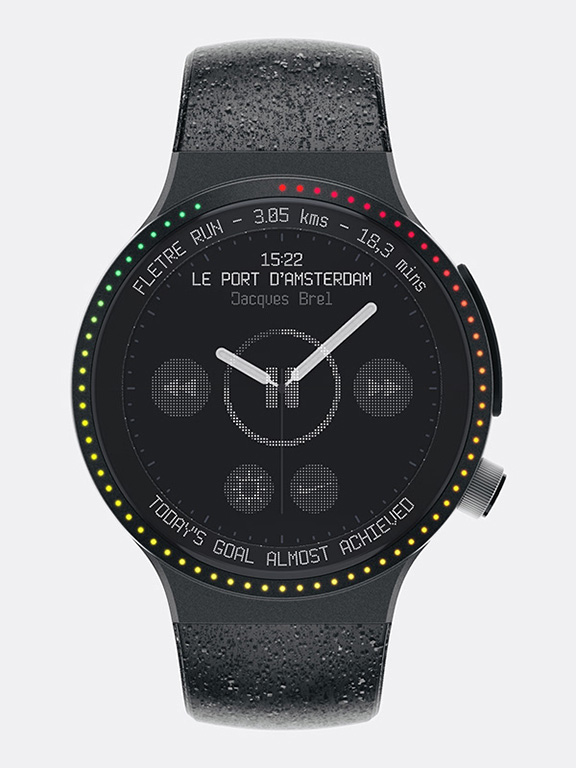 FLETRE RUN – 3.05 kms – 18,3 mins
15:22
LE PORT D'AMSTERDAM
Jacques Brel
TODAY'S GOAL ALMOST ACHIEVED